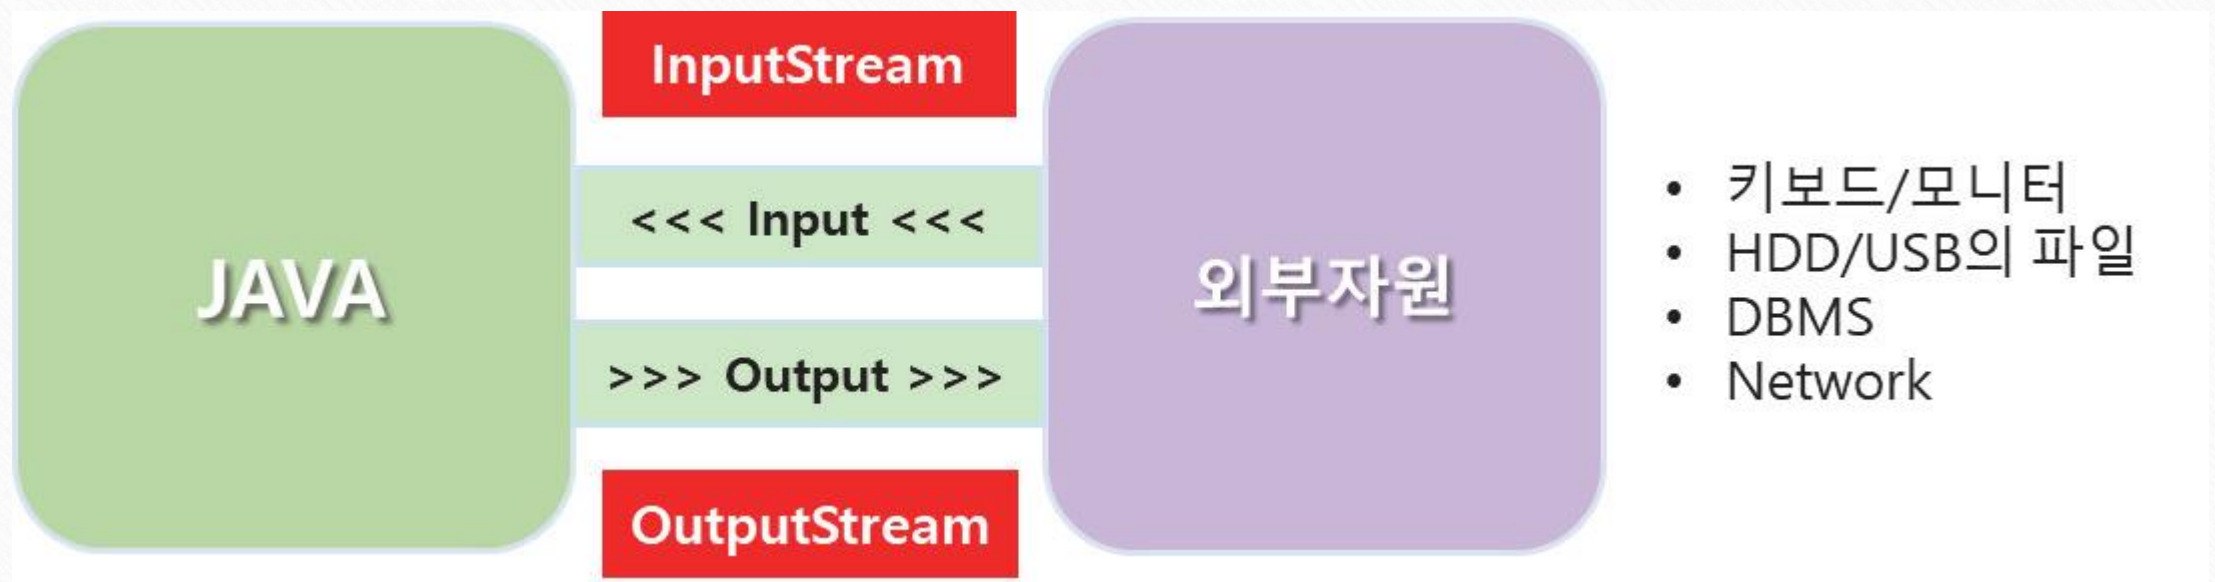 InputStream
<<< Input <<<
JAVA
외부자원
>>> Output >>>
OutputStream
• 키보드/모니터
• HDD/USB의 파일
• DBMS
• Network